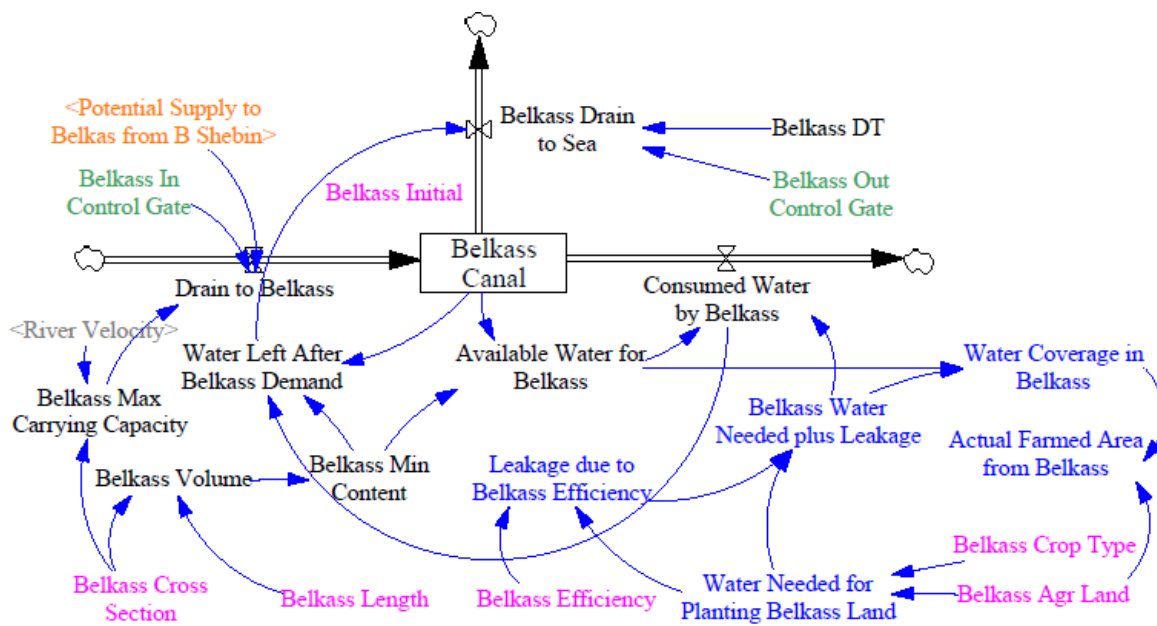 <Potential Supply to
Belkas from B Shebin>
Belkass Drain
to Sea
Belkass DT
Belkass In
Control Gate
Belkass Initial
Belkass Out
Control Gate
Belkass
Canal
Drain to Belkass
Consumed Water
by Belkass
<River Velocity>
Water Left After
Belkass Demand
Available Water for
Belkass
Water Coverage in
Belkass
Belkass Max
Carrying Capacity
Belkass Water
Needed plus Leakage
Actual Farmed Area
from Belkass
Belkass Volume
Belkass Min
Content
Leakage due to
Belkass Efficiency
Belkass Crop Type
Belkass Cross
Section
Belkass Length
Belkass Efficiency
Water Needed for
Planting Belkass Land
Belkass Agr Land